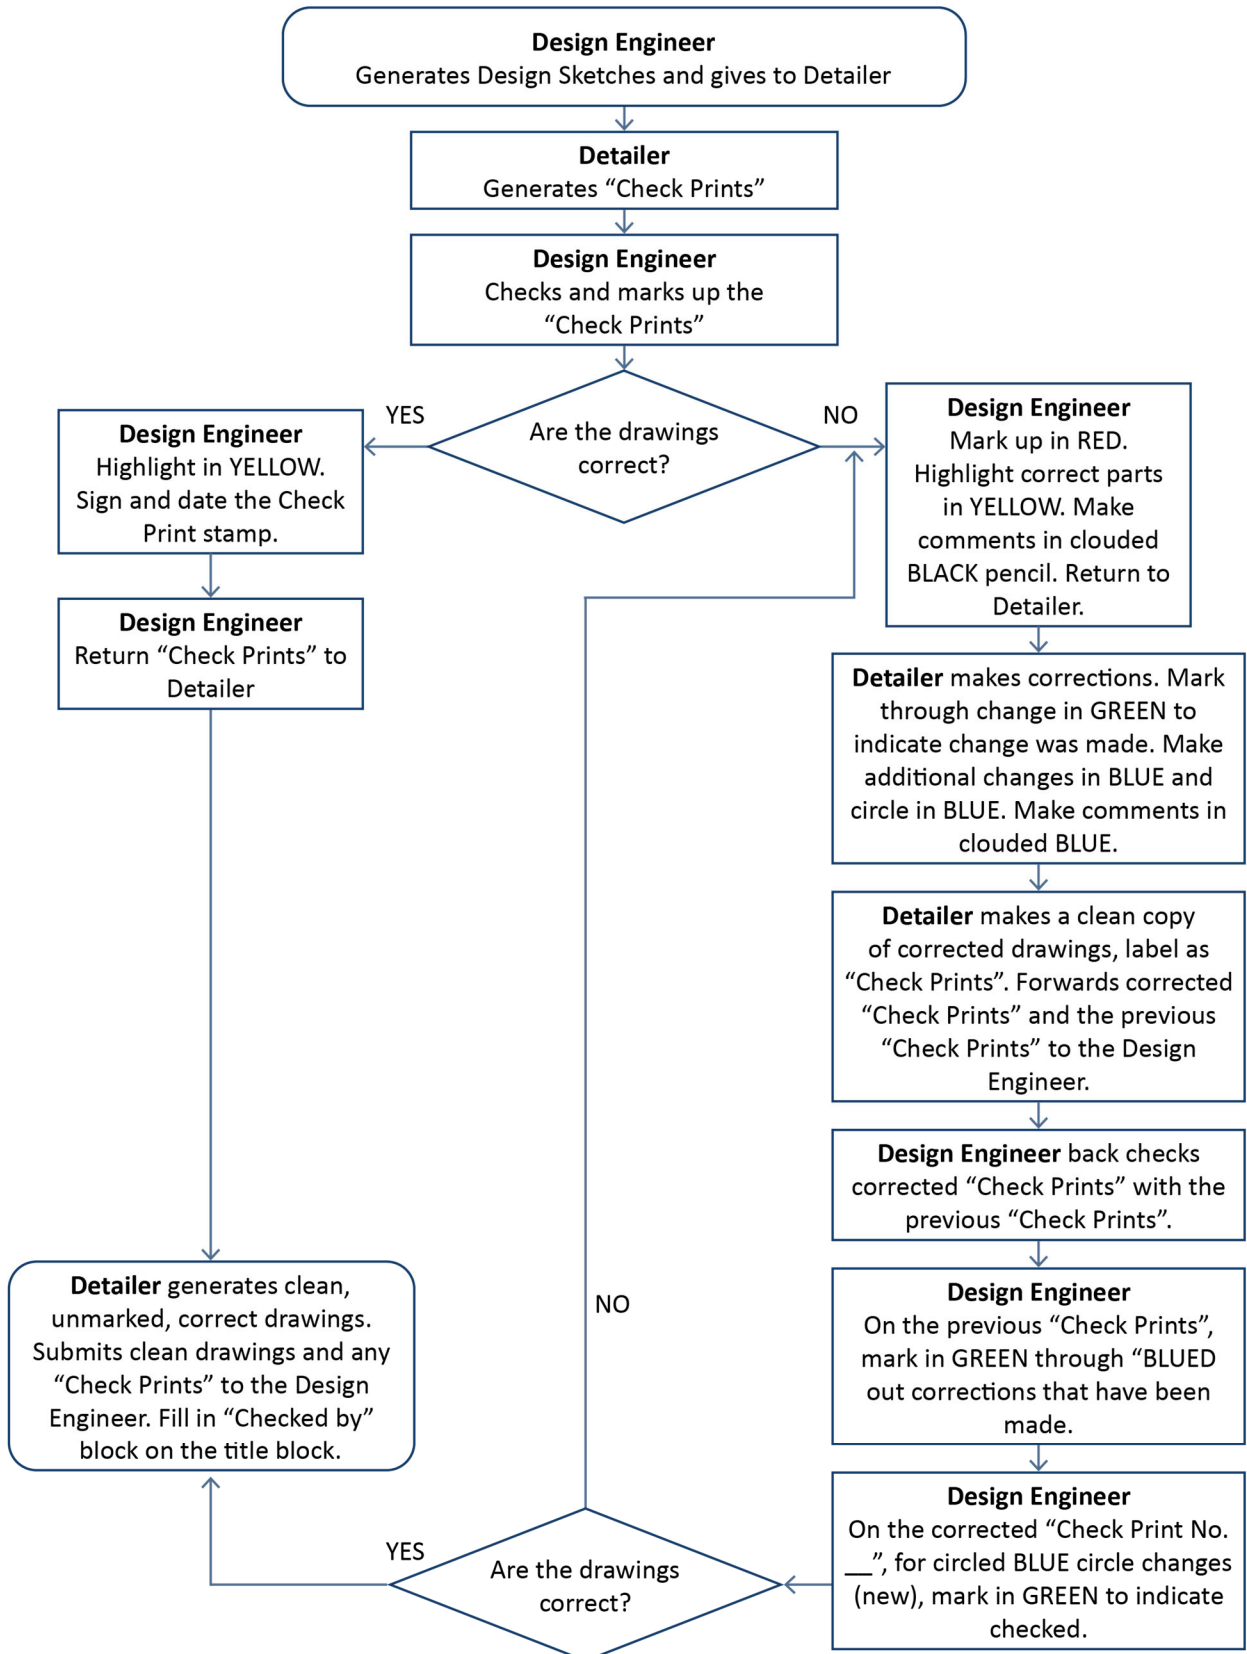 Design Engineer
Generates Design Sketches and gives to Detailer
Detailer
Generates “Check Prints”
Design Engineer
Checks and marks up the
“Check Prints”
Are the drawings
correct?
YES
NO
Design Engineer
Highlight in YELLOW.
Sign and date the Check
Print stamp.
Design Engineer
Return “Check Prints” to
Detailer
Design Engineer
Mark up in RED.
Highlight correct parts
in YELLOW. Make
comments in clouded
BLACK pencil. Return to
Detailer.
Detailer makes corrections. Mark
through change in GREEN to
indicate change was made. Make
additional changes in BLUE and
circle in BLUE. Make comments in
clouded BLUE.
Detailer makes a clean copy
of corrected drawings, label as
“Check Prints”. Forwards corrected
“Check Prints” and the previous
“Check Prints” to the Design
Engineer.
Design Engineer back checks
corrected “Check Prints” with the
previous “Check Prints”.
Design Engineer
On the previous “Check Prints”,
mark in GREEN through “BLUED
out corrections that have been
made.
Design Engineer
On the corrected “Check Print No.
__”, for circled BLUE circle changes
(new), mark in GREEN to indicate
checked.
Are the drawings
correct?
NO
YES
Detailer generates clean,
unmarked, correct drawings.
Submits clean drawings and any
“Check Prints” to the Design
Engineer. Fill in “Checked by”
block on the title block.